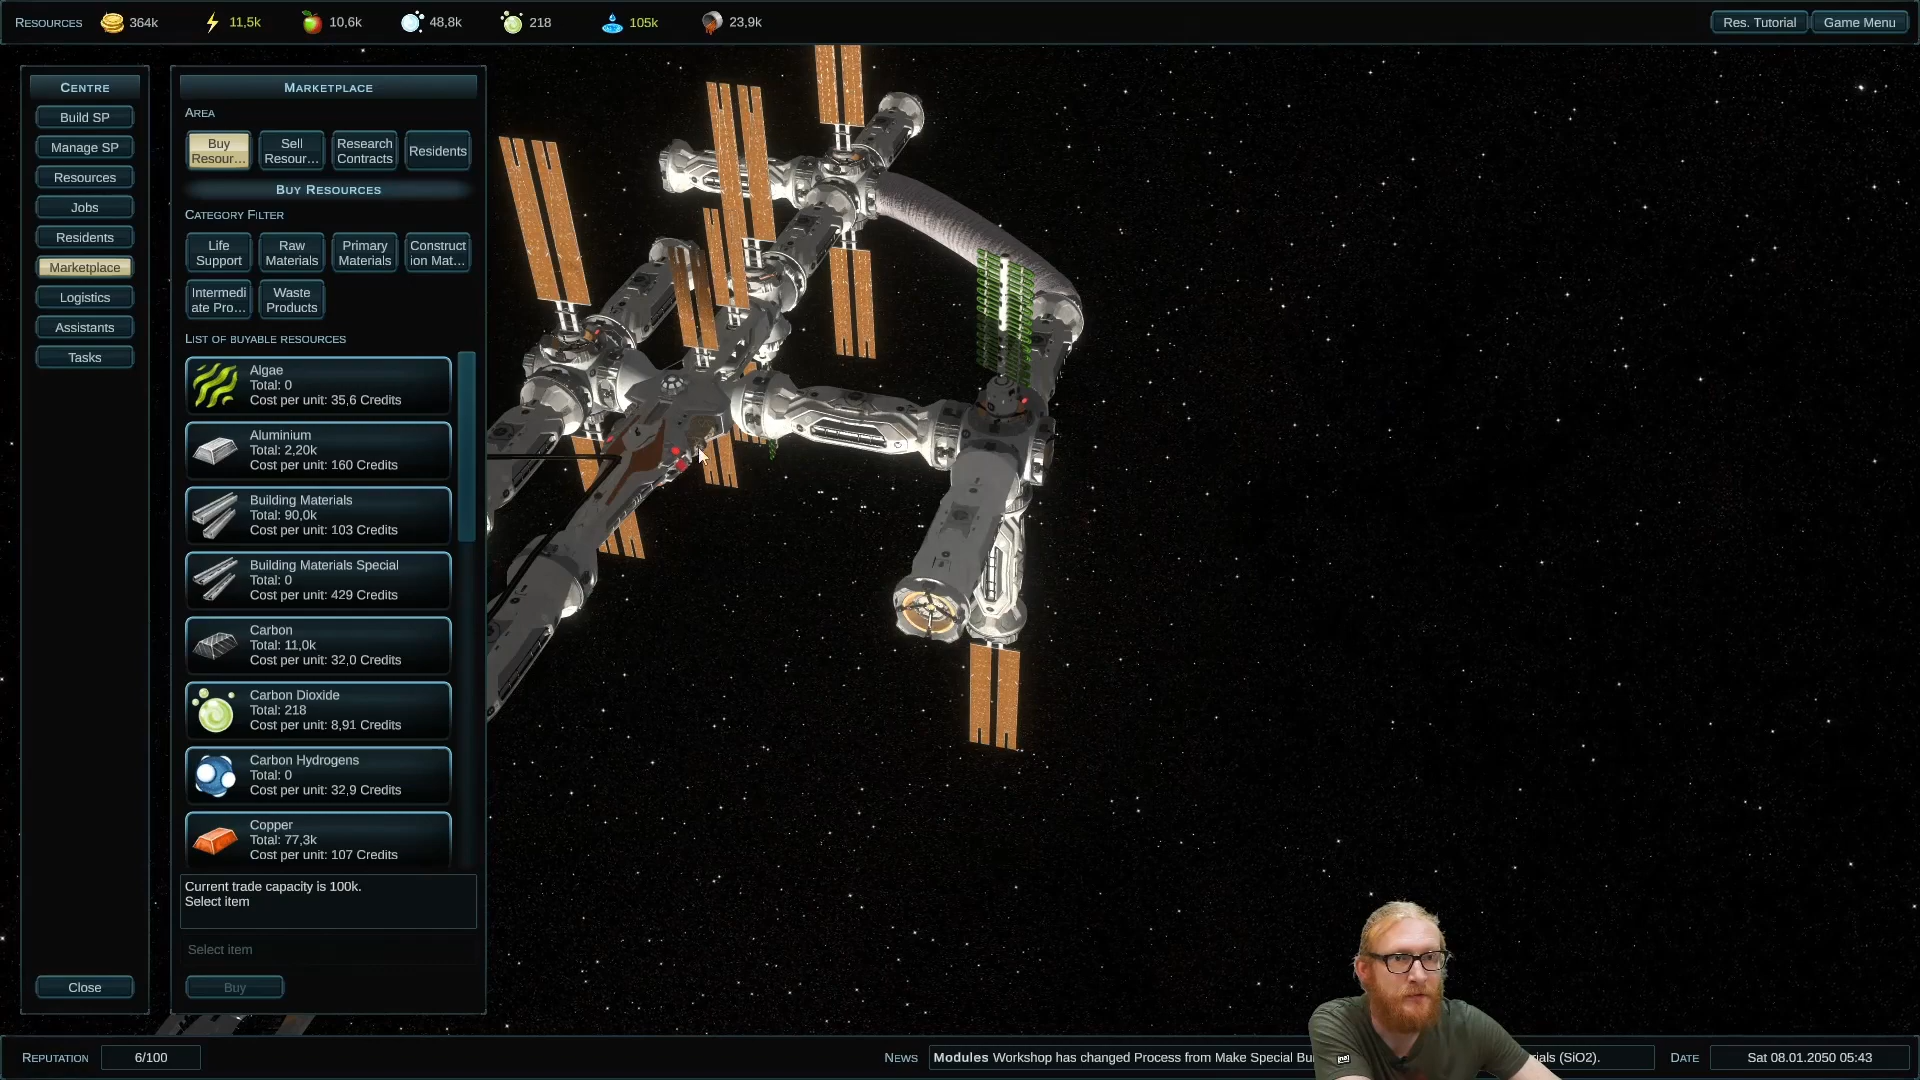 Resources 364k 11,5k 10,6k 48,8k 218 105k 23,9k Res. Tutorial Game Menu
Centre
Build SP
Manage SP
Resources
Jobs
Residents
Marketplace
Logistics
Assistants
Tasks
Close
Marketplace
Area
Buy Resour...
Sell Resour...
Research Contracts
Residents
Buy Resources
Category Filter
Life Support
Raw Materials
Primary Materials
Construct ion Mat...
Intermedi ate Pro...
Waste Products
List of buyable resources
Algae
Total: 0
Cost per unit: 35,6 Credits
Aluminium
Total: 2,20k
Cost per unit: 160 Credits
Building Materials
Total: 90,0k
Cost per unit: 103 Credits
Building Materials Special
Total: 0
Cost per unit: 429 Credits
Carbon
Total: 11,0k
Cost per unit: 32,0 Credits
Carbon Dioxide
Total: 218
Cost per unit: 8,91 Credits
Carbon Hydrogens
Total: 0
Cost per unit: 32,9 Credits
Copper
Total: 77,3k
Cost per unit: 107 Credits
Current trade capacity is 100k.
Select item
Select item
Buy
Reputation 6/100 News Modules Workshop has changed Process from Make Special Bu rials (SiO2). Date Sat 08.01.2050 05:43